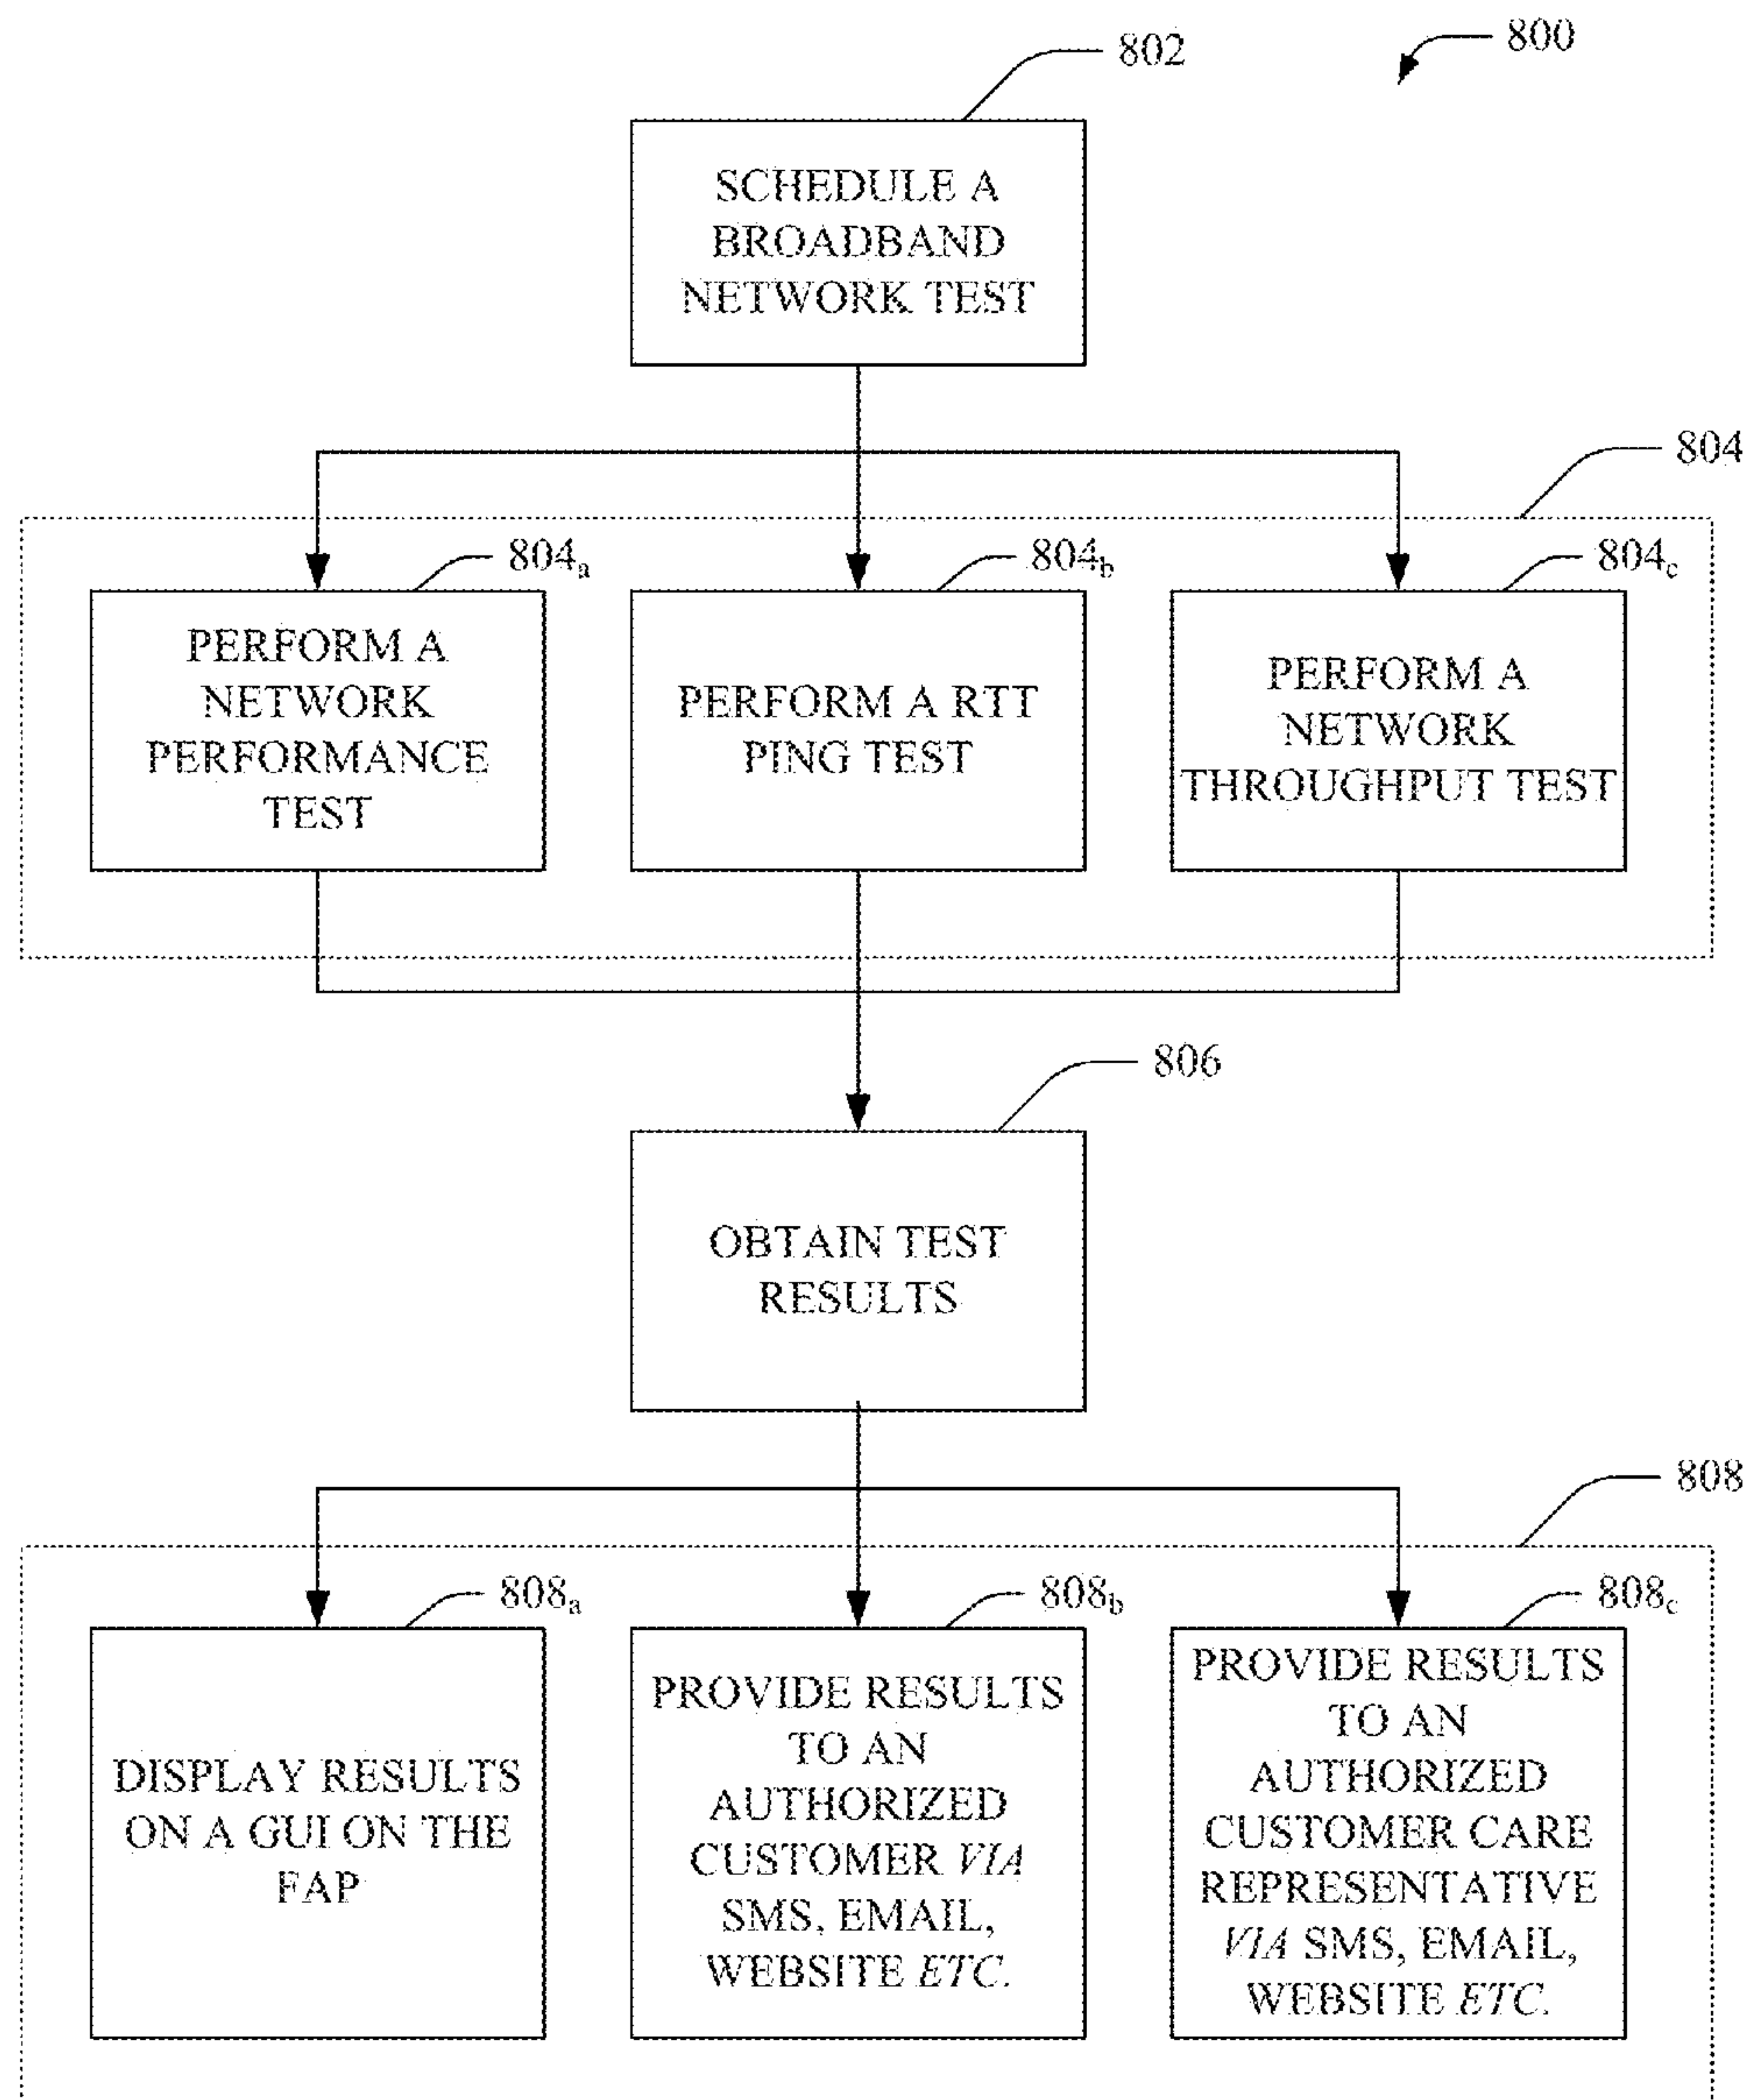 800
802
SCHEDULE A
BROADBAND
NETWORK TEST
804
804a
PERFORM A
NETWORK
PERFORMANCE
TEST
804b
PERFORM A RTT
PING TEST
804c
PERFORM A
NETWORK
THROUGHPUT TEST
806
OBTAIN TEST
RESULTS
808
808a
DISPLAY RESULTS
ON A GUI ON THE
FAP
808b
PROVIDE RESULTS
TO AN
AUTHORIZED
CUSTOMER VIA
SMS, EMAIL,
WEBSITE ETC.
808c
PROVIDE RESULTS
TO AN
AUTHORIZED
CUSTOMER CARE
REPRESENTATIVE
VIA SMS, EMAIL,
WEBSITE ETC.